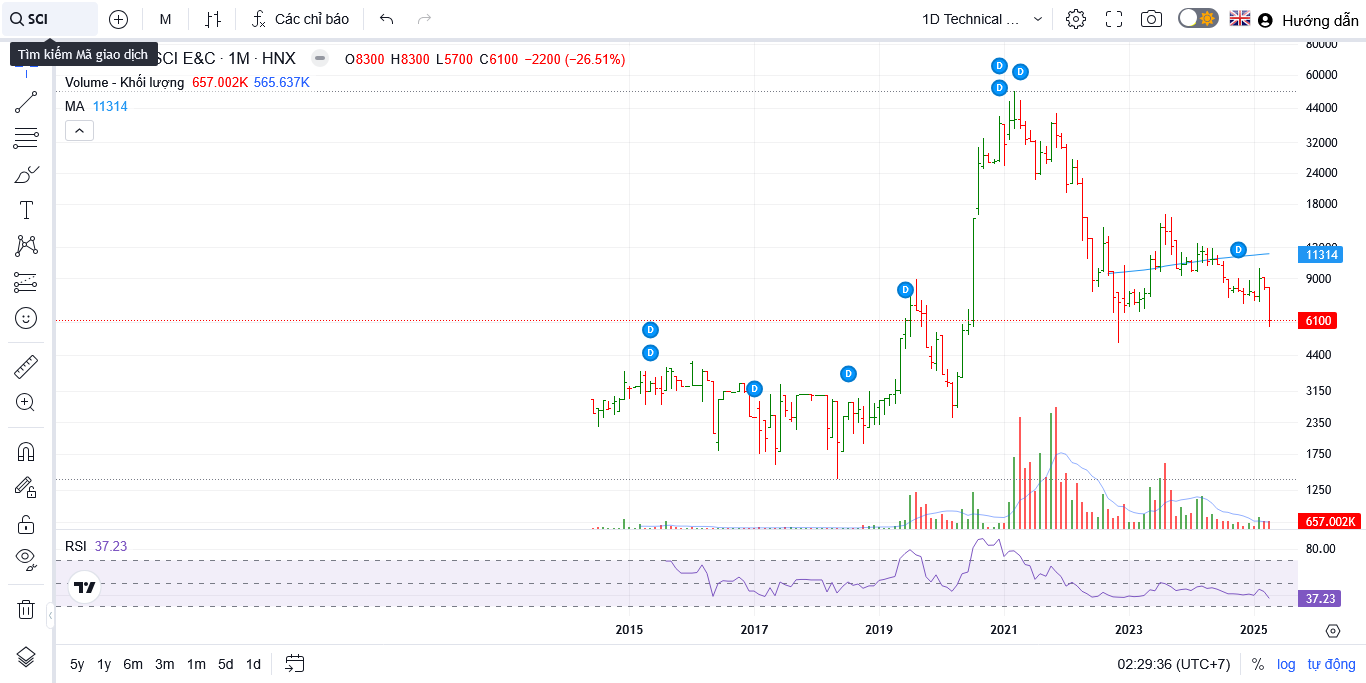 SCI
M
Các chỉ báo
1D Technical ...
Hướng dẫn
Tìm kiếm Mã giao dịch
SCI E&C · 1M · HNX O8300 H8300 L5700 C6100 −2200 (−26.51%)
Volume - Khối lượng 657.002K 565.637K
MA 11314
D
D
D
D
D
D
D
D
D
80000
60000
44000
32000
24000
18000
11314
9000
6100
4400
3150
2350
1750
1250
657.002K
RSI 37.23
80.00
37.23
2015 2017 2019 2021 2023 2025
5y 1y 6m 3m 1m 5d 1d
02:29:36 (UTC+7) % log tự động